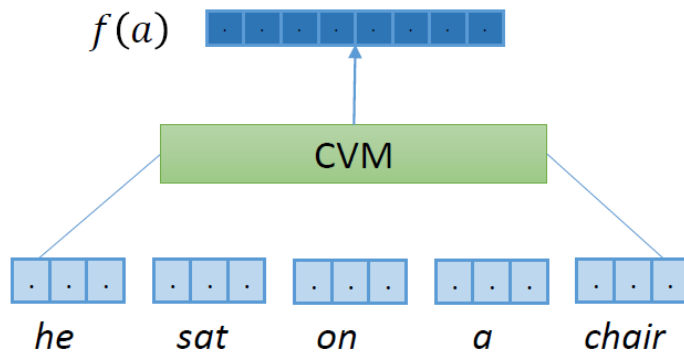 f(a) . . . . . . . .
CVM
. . . . . . . . . . . . . . .
he sat on a chair